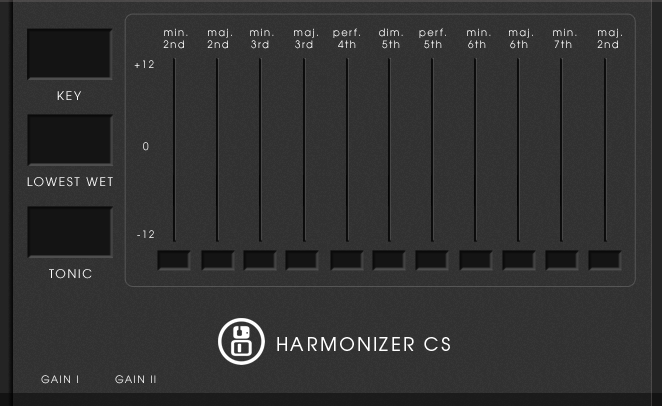 min. maj. min. maj. perf. dim. perf. min. maj. min. maj.
2nd 2nd 3rd 3rd 4th 5th 5th 6th 6th 7th 2nd
+12
KEY
0
LOWEST WET
-12
TONIC
HARMONIZER CS
GAIN I GAIN II